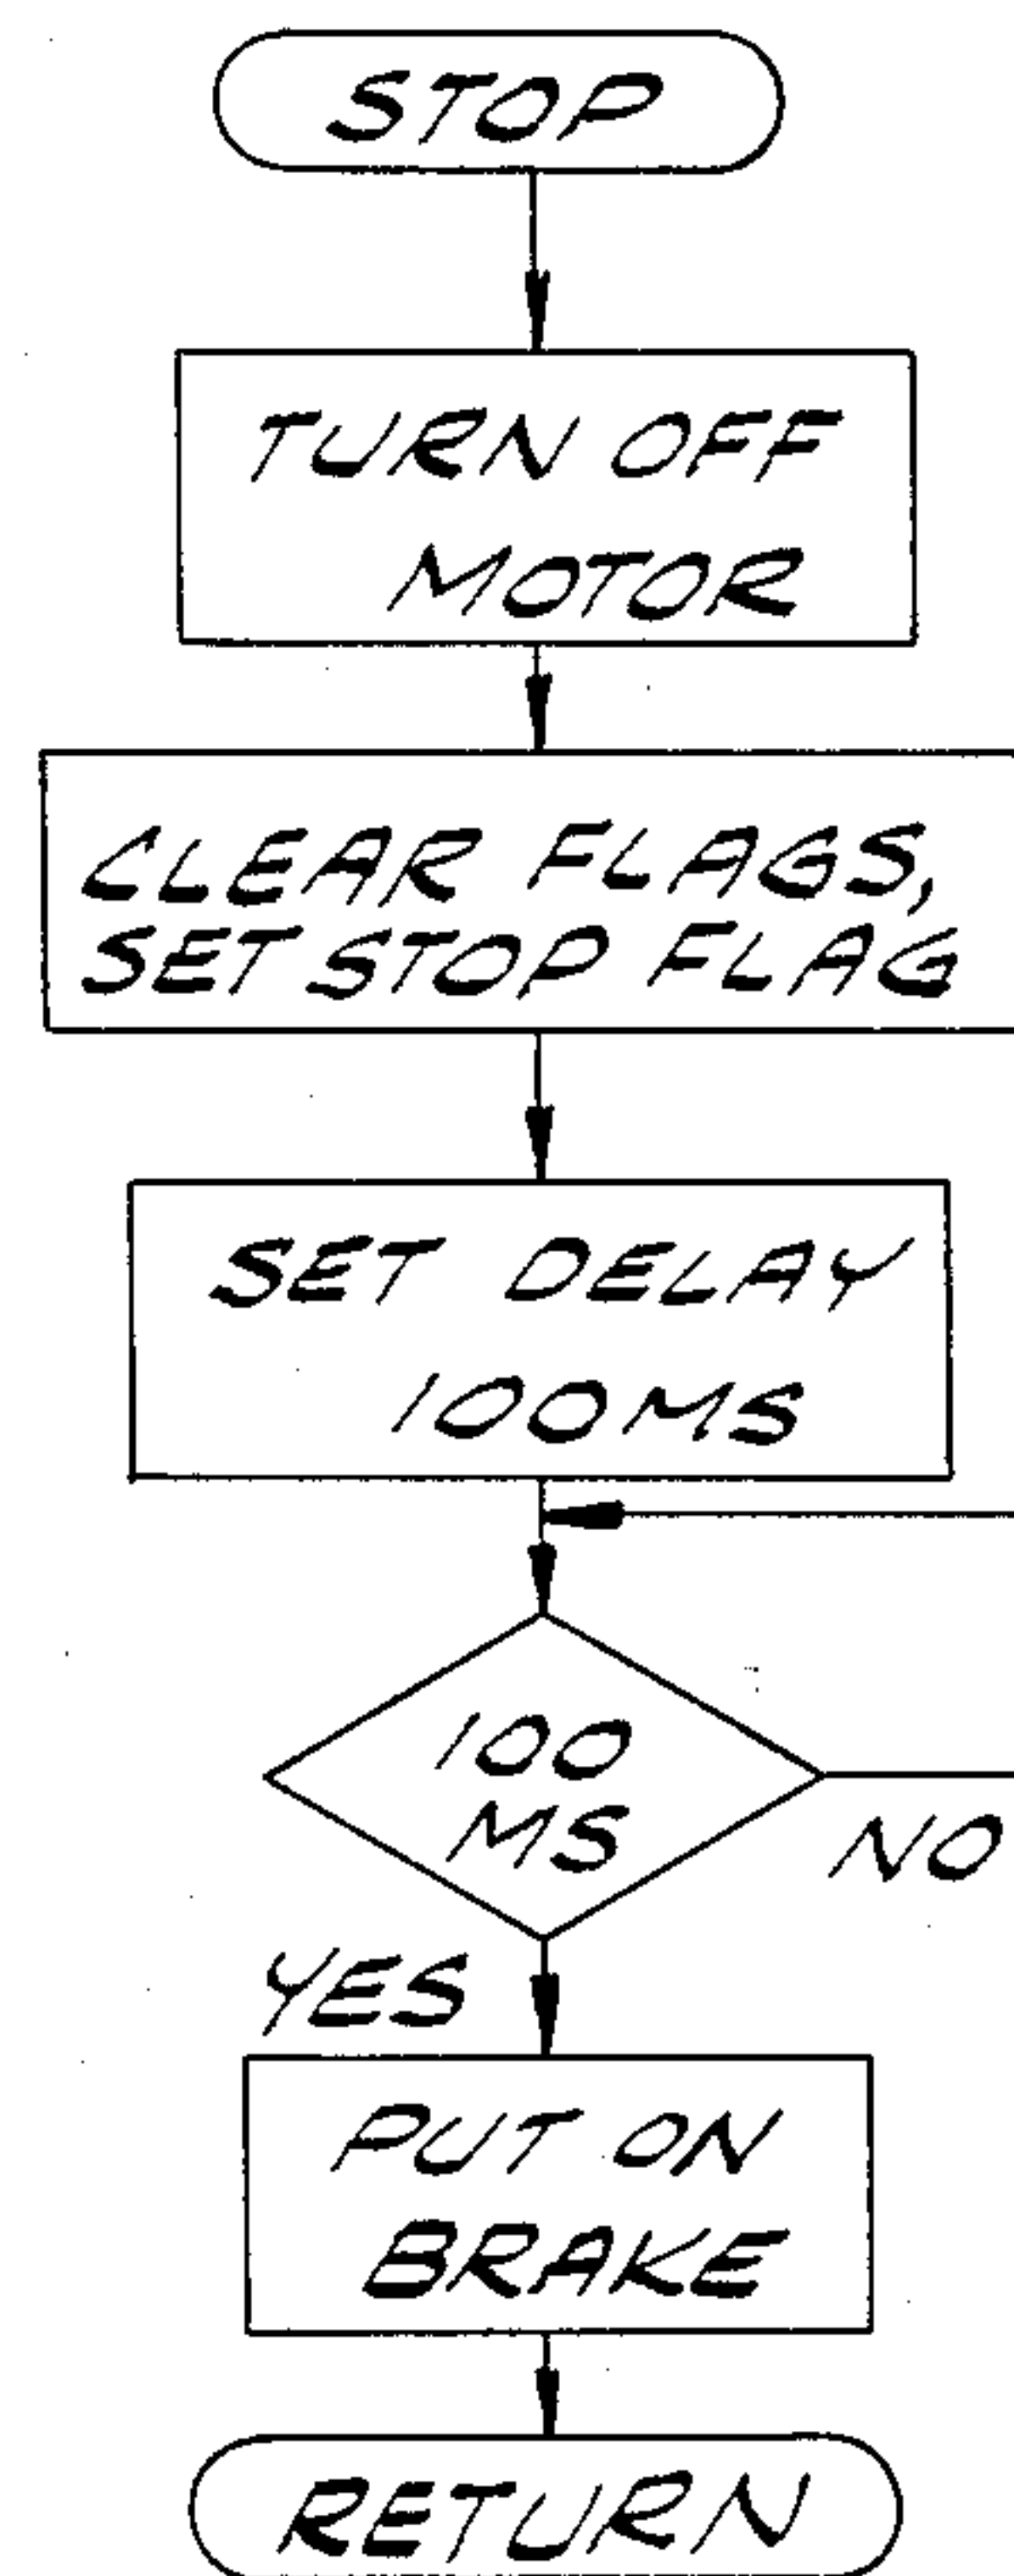 STOP
TURN OFF
MOTOR
CLEAR FLAGS,
SET STOP FLAG
SET DELAY
100MS
100
MS
NO
YES
PUT ON
BRAKE
RETURN